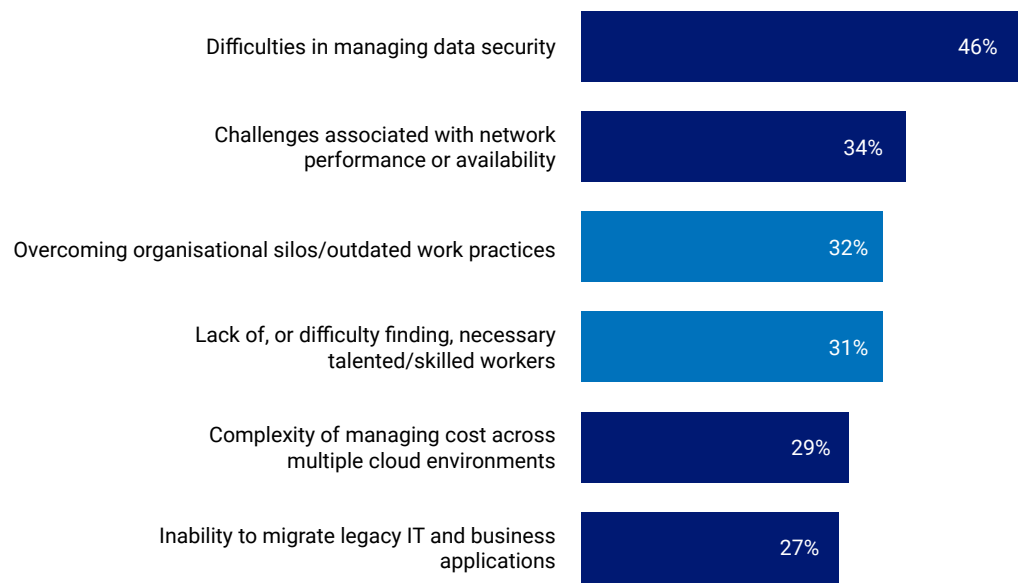 Difficulties in managing data security
46%
Challenges associated with network
performance or availability
34%
Overcoming organisational silos/outdated work practices
32%
Lack of, or difficulty finding, necessary
talented/skilled workers
31%
Complexity of managing cost across
multiple cloud environments
29%
Inability to migrate legacy IT and business
applications
27%